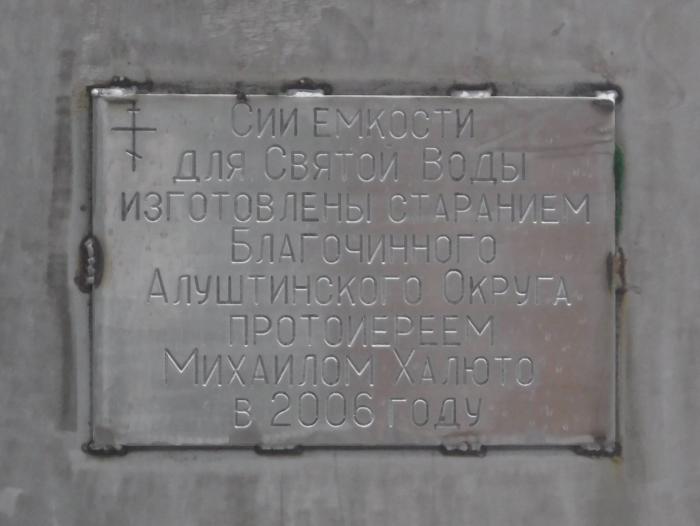 Сии емкости
для Святой Воды
изготовлены старанием
Благочинного
Алуштинского Округа
протоиереем
Михаилом Халюто
в 2006 году